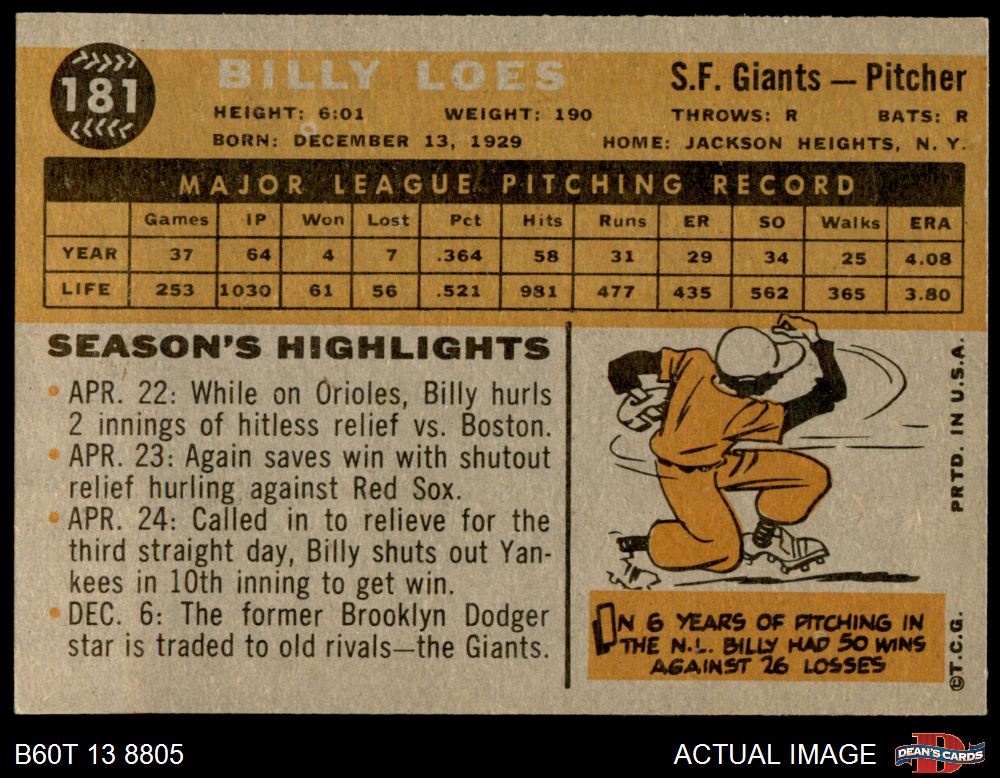 181
BILLY LOES
S.F. Giants — Pitcher
HEIGHT: 6:01 WEIGHT: 190 THROWS: R BATS: R
BORN: DECEMBER 13, 1929 HOME: JACKSON HEIGHTS, N. Y.
MAJOR LEAGUE PITCHING RECORD
Games IP Won Lost Pct Hits Runs ER SO Walks ERA
YEAR 37 64 4 7 .364 58 31 29 34 25 4.08
LIFE 253 1030 61 56 .521 981 477 435 562 365 3.80
SEASON'S HIGHLIGHTS
• APR. 22: While on Orioles, Billy hurls
2 innings of hitless relief vs. Boston.
• APR. 23: Again saves win with shutout
relief hurling against Red Sox.
• APR. 24: Called in to relieve for the
third straight day, Billy shuts out Yan-
kees in 10th inning to get win.
• DEC. 6: The former Brooklyn Dodger
star is traded to old rivals—the Giants.
IN 6 YEARS OF PITCHING IN
THE N.L. BILLY HAD 50 WINS
AGAINST 26 LOSSES
PRTD. IN U.S.A.
©T.C.G.
B60T 13 8805
ACTUAL IMAGE
DEAN'S CARDS